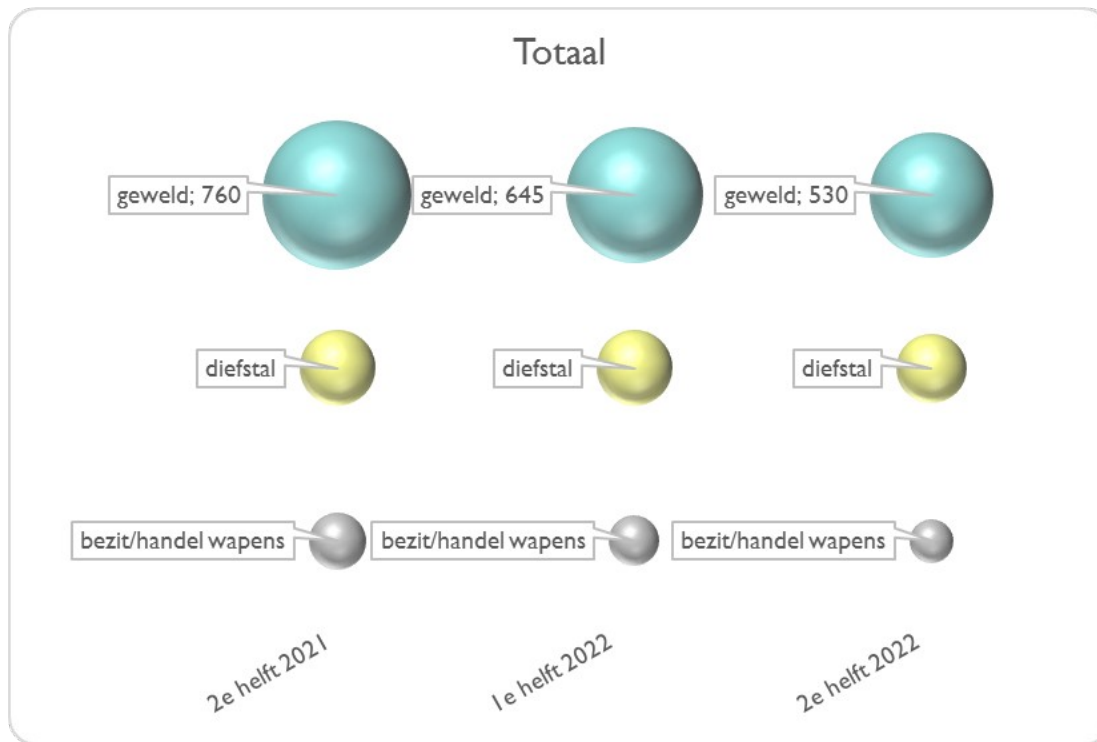 Totaal
geweld; 760
geweld; 645
geweld; 530
diefstal
diefstal
diefstal
bezit/handel wapens
bezit/handel wapens
bezit/handel wapens
2e helft 2021
1e helft 2022
2e helft 2022